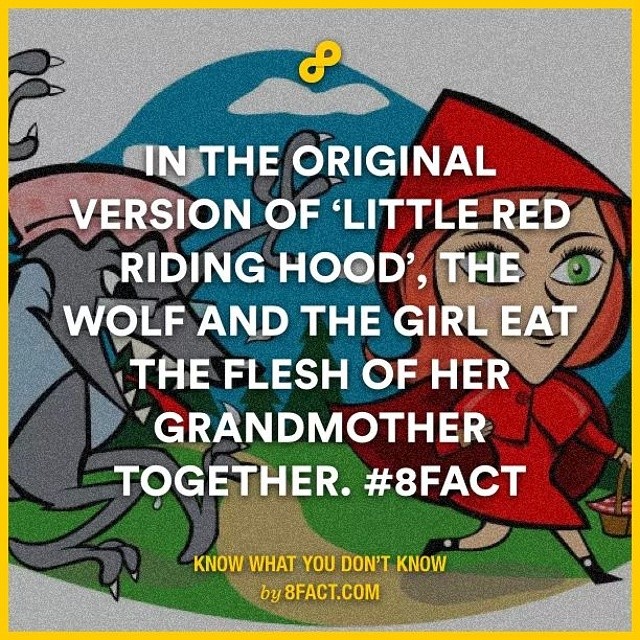 IN THE ORIGINAL
VERSION OF ‘LITTLE RED
RIDING HOOD’, THE
WOLF AND THE GIRL EAT
THE FLESH OF HER
GRANDMOTHER
TOGETHER. #8FACT
KNOW WHAT YOU DON'T KNOW
by 8FACT.COM